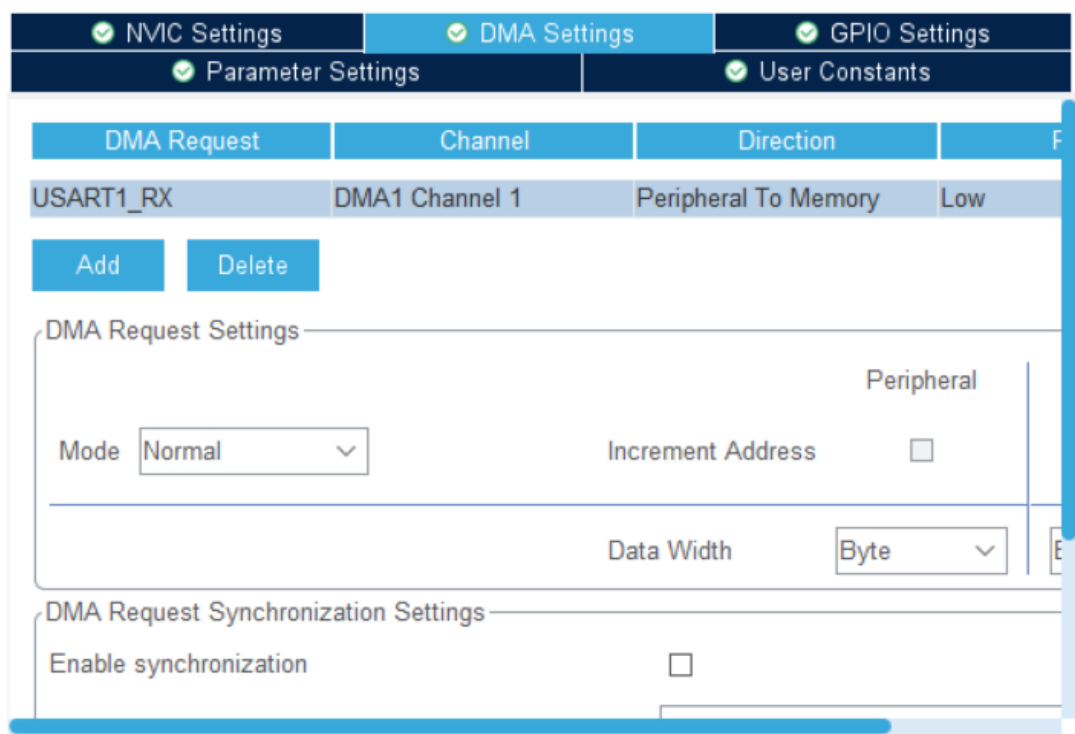 NVIC Settings DMA Settings GPIO Settings
Parameter Settings User Constants
DMA Request Channel Direction
USART1_RX DMA1 Channel 1 Peripheral To Memory Low
Add Delete
DMA Request Settings
Peripheral
Mode Normal Increment Address
Data Width Byte
DMA Request Synchronization Settings
Enable synchronization